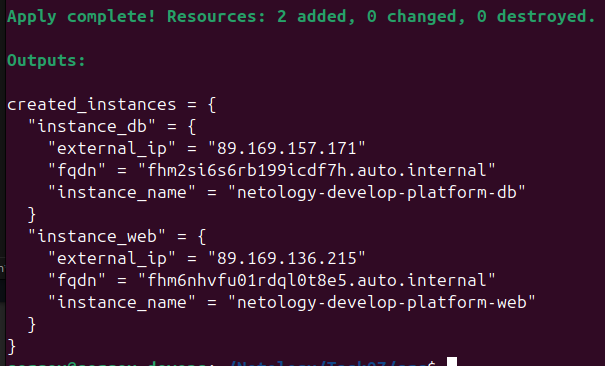 Apply complete! Resources: 2 added, 0 changed, 0 destroyed.
Outputs:
created_instances = {
"instance_db" = {
"external_ip" = "89.169.157.171"
"fqdn" = "fhm2si6s6rb199icdf7h.auto.internal"
"instance_name" = "netology-develop-platform-db"
}
"instance_web" = {
"external_ip" = "89.169.136.215"
"fqdn" = "fhm6nhvfu01rdql0t8e5.auto.internal"
"instance_name" = "netology-develop-platform-web"
}
}